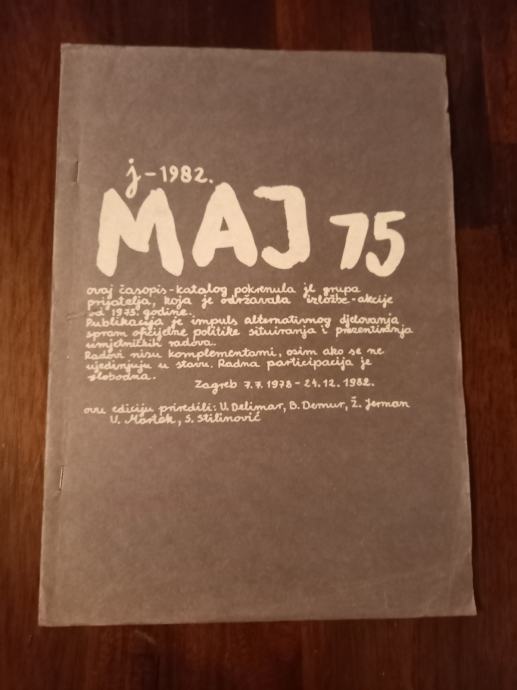 j-1982.
MAJ 75
ovaj časopis-katalog pokrenula je grupa
prijatelja, koja je održavala izložbe-akcije
od 1975. godine.
Publikacija je impuls alternativnog djelovanja
spram oficijelne politike situiranja i prezentiranja
umjetničkih radova.
Radovi nisu komplementarni, osim ako se ne
ujedinjuju u stavu. Radna participacija je
slobodna.
Zagreb 7.7.1978-24.12.1982.
ovu ediciju priredili: V. Delimar, B. Demur, Ž. Jerman
V. Martek, S. Stilinović